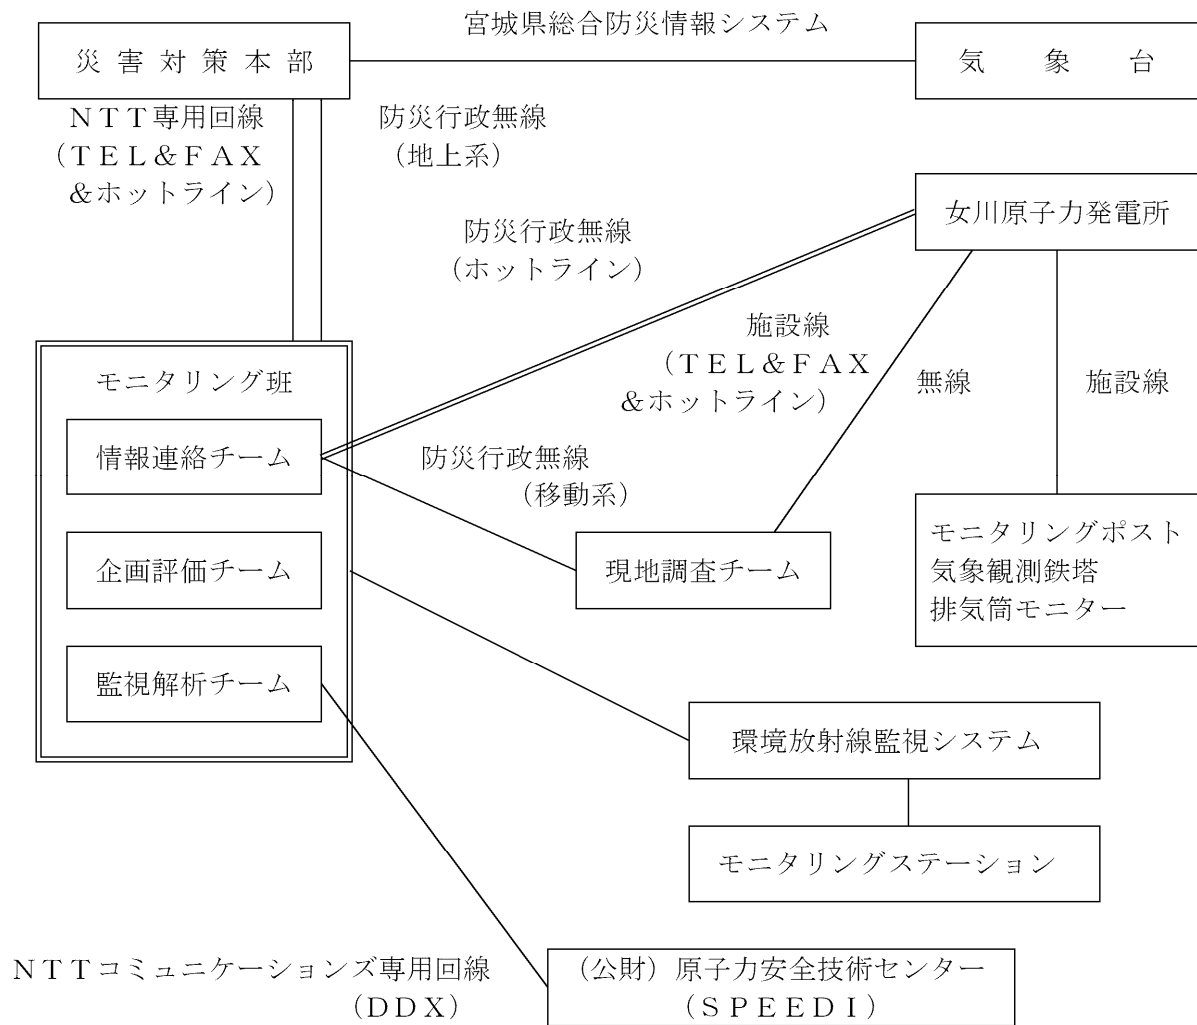 宮城県総合防災情報システム
災害対策本部
気象台
ＮＴＴ専用回線
（ＴＥＬ＆ＦＡＸ
＆ホットライン）
防災行政無線
（地上系）
女川原子力発電所
防災行政無線
（ホットライン）
施設線
（ＴＥＬ＆ＦＡＸ
＆ホットライン）
無線
施設線
モニタリング班
情報連絡チーム
防災行政無線
（移動系）
企画評価チーム
現地調査チーム
モニタリングポスト
気象観測鉄塔
排気筒モニター
監視解析チーム
環境放射線監視システム
モニタリングステーション
ＮＴＴコミュニケーションズ専用回線
（ＤＤＸ）
（公財）原子力安全技術センター
（ＳＰＥＥＤＩ）